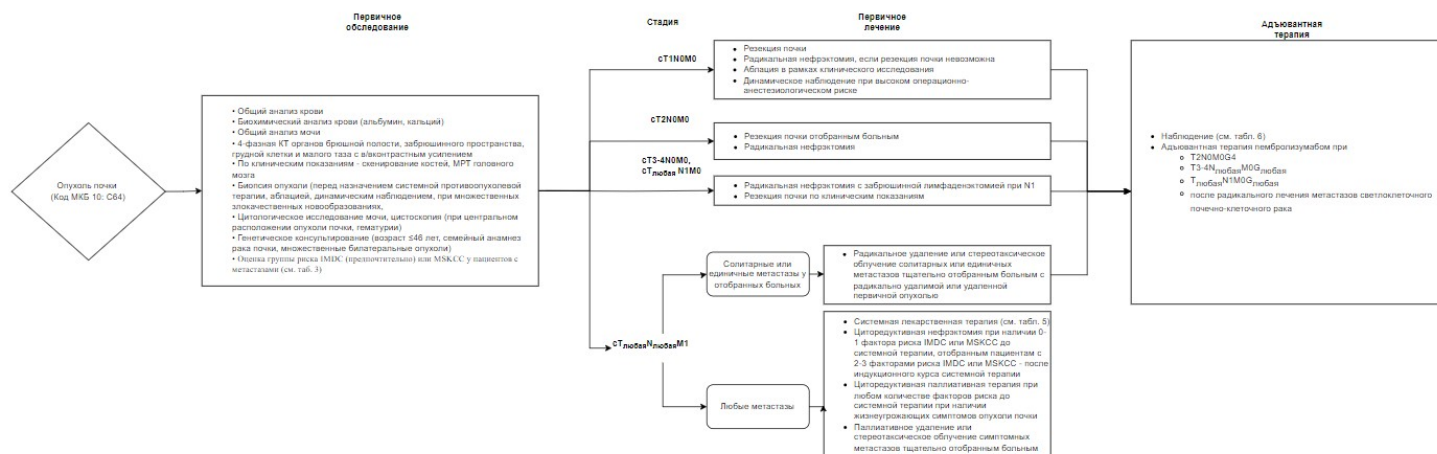 Первичное
обследование
Стадия
Первичное
лечение
Адъювантная
терапия
Опухоль почки
(Код МКБ 10: C64)
• Общий анализ крови
• Биохимический анализ крови (альбумин, кальций)
• Общий анализ мочи
• 4-фазная КТ органов брюшной полости, забрюшинного пространства,
грудной клетки и малого таза с в/вконтрастным усилением
• По клиническим показаниям - скенирование костей, МРТ головного
мозга
• Биопсия опухоли (перед назначением системной противоопухолевой
терапии, аблацией, динамическим наблюдением, при множественных
злокачественных новообразованиях,
• Цитологическое исследование мочи, цистоскопия (при центральном
расположении опухоли почки, гематурии)
• Генетическое консультирование (возраст ≤46 лет, семейный анамнез
рака почки, множественные билатеральные опухоли)
• Оценка группы риска IMDC (предпочтительно) или MSKCC у пациентов с
метастазами (см. таб. 3)
cT1N0M0
• Резекция почки
• Радикальная нефрэктомия, если резекция почки невозможна
• Аблация в рамках клинического исследования
• Динамическое наблюдение при высоком операционно-
анестезиологическом риске
cT2N0M0
• Резекция почки отобранным больным
• Радикальная нефрэктомия
cT3-4N0M0,
cTлюбая N1M0
• Радикальная нефрэктомия с забрюшинной лимфаденэктомией при N1
• Резекция почки по клиническим показаниям
cTлюбаяNлюбаяM1
Солитарные или
единичные метастазы у
отобранных больных
• Радикальное удаление или стереотаксическое
облучение солитарных или единичных
метастазов тщательно отобранным больным с
радикально удалимой или удаленной
первичной опухолью
Любые метастазы
• Системная лекарственная терапия (см. табл. 5)
• Циторедуктивная нефрэктомия при наличии 0-
1 фактора риска IMDC или MSKCC до
системной терапии, отобранным пациентам с
2-3 факторами риска IMDC или MSKCC - после
индукционного курса системной терапии
• Циторедуктивная паллиативная терапия при
любом количестве факторов риска до
системной терапии при наличии
жизнеугрожающих симптомов опухоли почки
• Паллиативное удаление или
стереотаксическое облучение симптомных
метастазов тщательно отобранным больным
• Наблюдение (см. табл. 6)
• Адъювантная терапия пембролизумабом при
○ T2N0M0G4
○ T3-4NлюбаяM0Gлюбая
○ TлюбаяN1M0Gлюбая
○ после радикального лечения метастазов светлоклеточного
почечно-клеточного рака